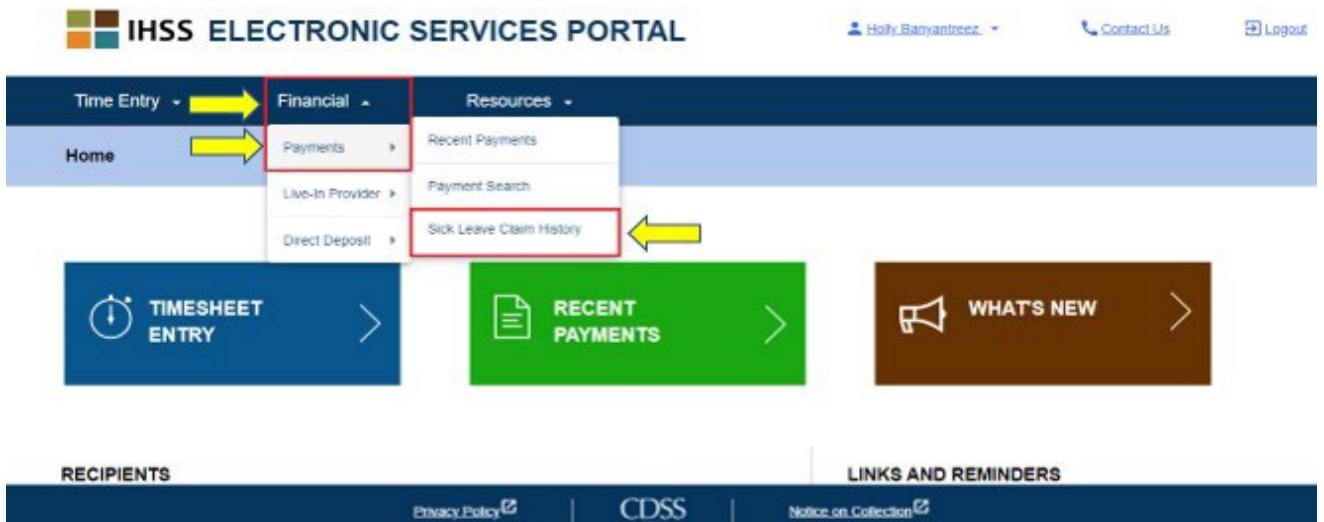 IHSS ELECTRONIC SERVICES PORTAL
Holly Banyantreez
Contact Us
Logout
Time Entry
Financial
Resources
Home
Payments
Live-In Provider
Direct Deposit
Recent Payments
Payment Search
Sick Leave Claim History
TIMESHEET
ENTRY
RECENT
PAYMENTS
WHAT'S NEW
RECIPIENTS
LINKS AND REMINDERS
Privacy Policy
CDSS
Notice on Collection